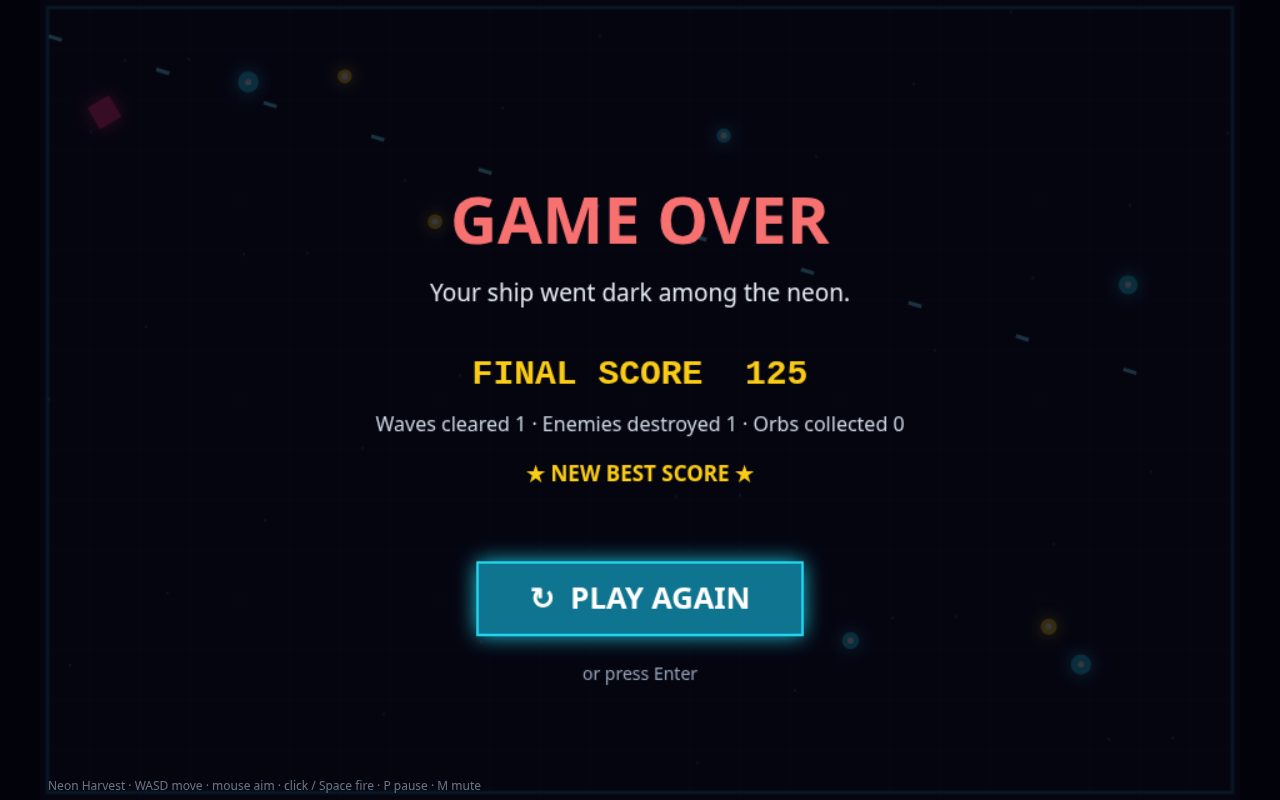 GAME OVER
Your ship went dark among the neon.
FINAL SCORE 125
Waves cleared 1 · Enemies destroyed 1 · Orbs collected 0
★ NEW BEST SCORE ★
↻ PLAY AGAIN
or press Enter
Neon Harvest · WASD move · mouse aim · click / Space fire · P pause · M mute